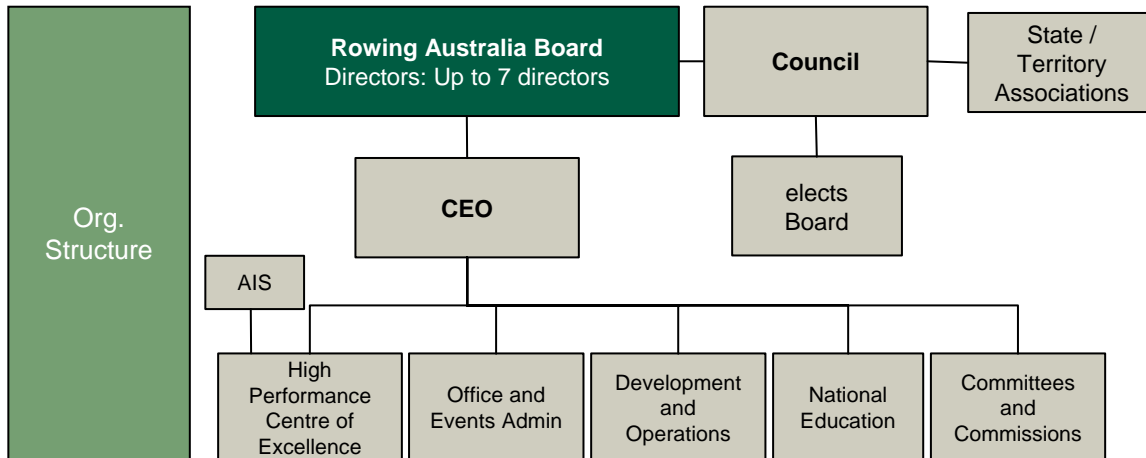 Org.
Structure
Rowing Australia Board
Directors: Up to 7 directors
Council
State /
Territory
Associations
CEO
elects
Board
AIS
High
Performance
Centre of
Excellence
Office and
Events Admin
Development
and
Operations
National
Education
Committees
and
Commissions